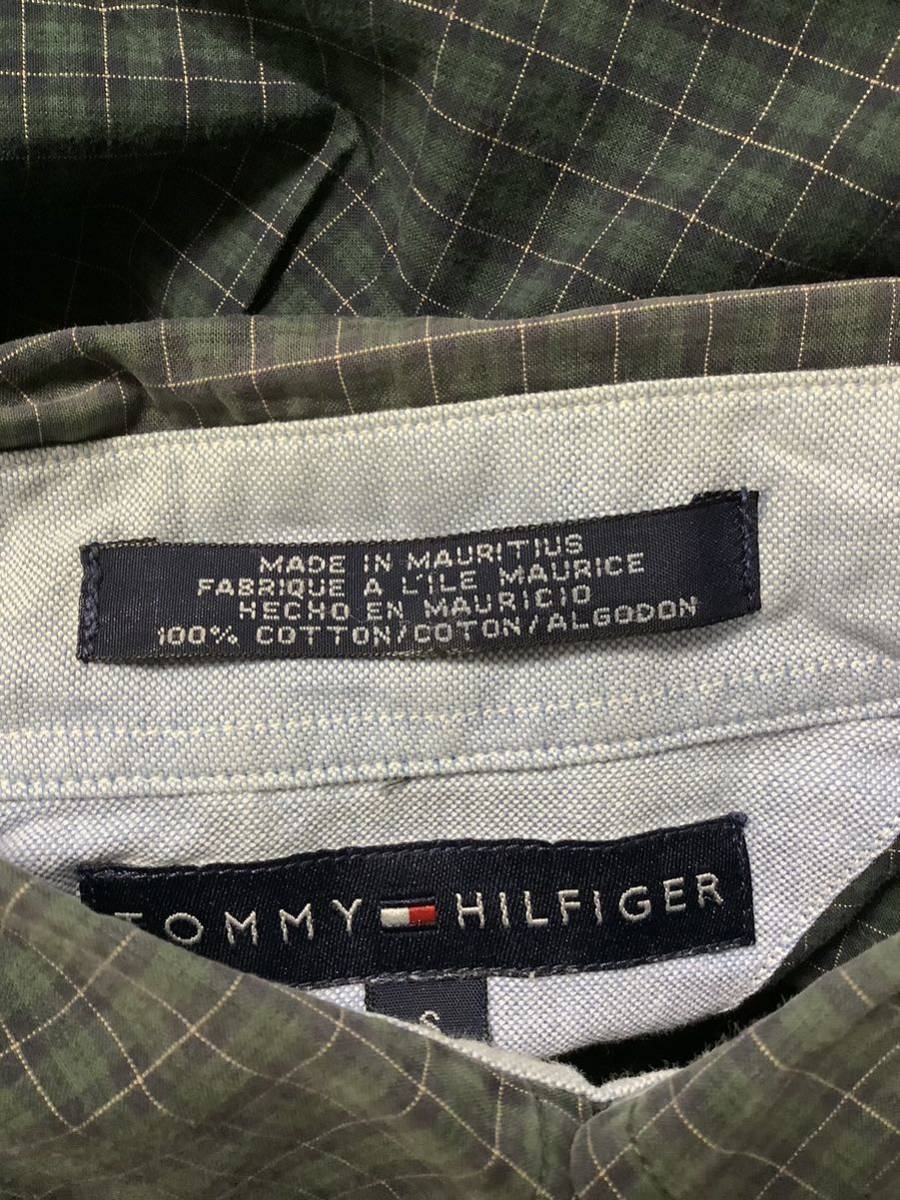 MADE IN MAURITIUS
FABRIQUE A L'ILE MAURICE
HECHO EN MAURICIO
100% COTTON/COTON/ALGODON
TOMMY HILFIGER
S